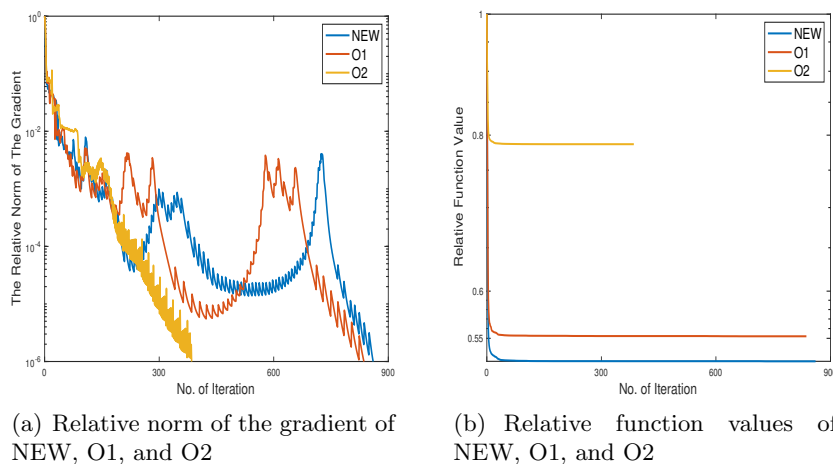 10^0
10^-2
10^-4
10^-6
The Relative Norm of The Gradient
NEW
O1
O2
0 300 600 900
No. of Iteration
1
0.8
0.6
0.55
Relative Function Value
NEW
O1
O2
0 300 600 900
No. of Iteration
(a) Relative norm of the gradient of
NEW, O1, and O2
(b) Relative function values of
NEW, O1, and O2